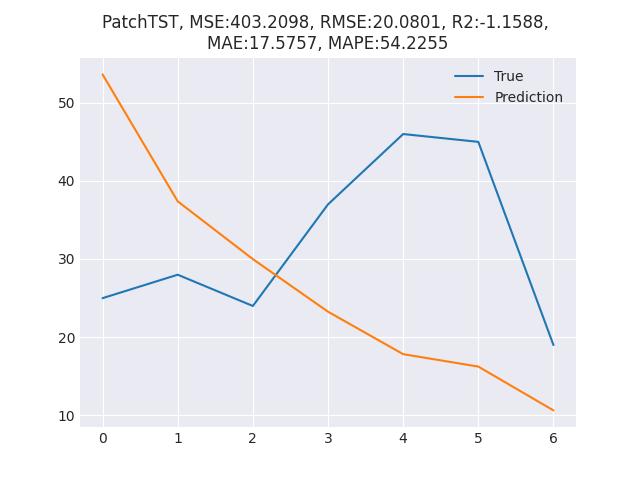 PatchTST, MSE:403.2098, RMSE:20.0801, R2:-1.1588,
MAE:17.5757, MAPE:54.2255
True
Prediction
50
40
30
20
10
0 1 2 3 4 5 6